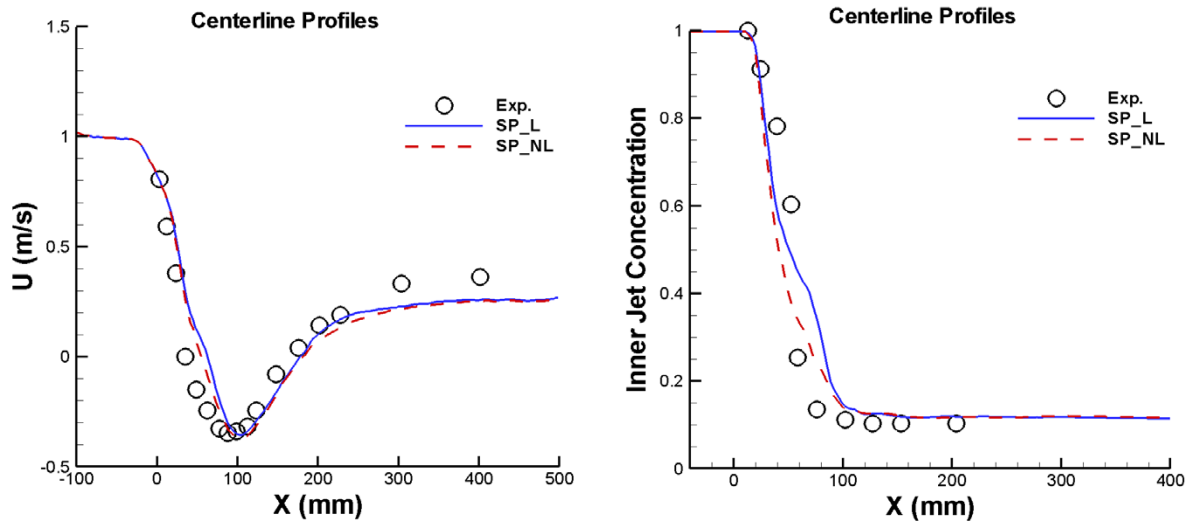 Centerline Profiles
1.5
1
0.5
0
-0.5
U (m/s)
Exp.
SP_L
SP_NL
-100
0
100
200
300
400
500
X (mm)
Centerline Profiles
1
0.8
0.6
0.4
0.2
0
Inner Jet Concentration
Exp.
SP_L
SP_NL
0
100
200
300
400
X (mm)